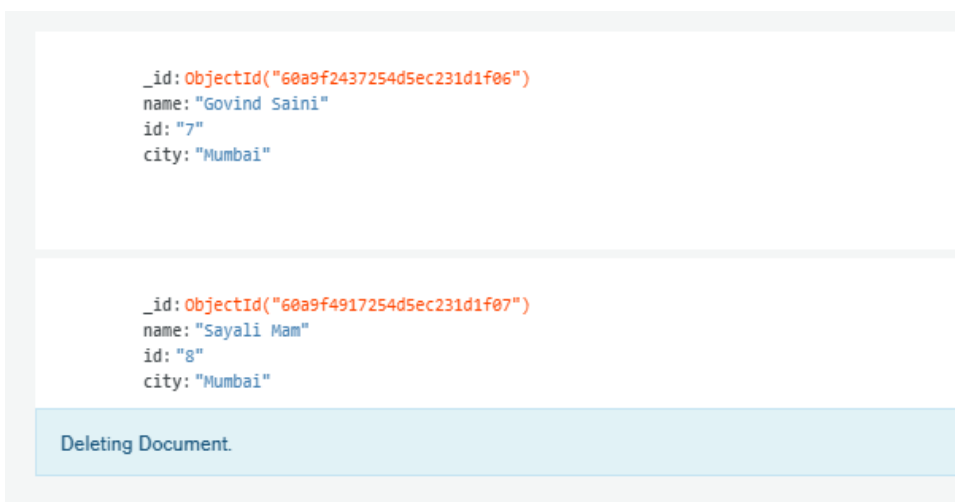 _id: ObjectId("60a9f2437254d5ec231d1f06")
name: "Govind Saini"
id: "7"
city: "Mumbai"
_id: ObjectId("60a9f4917254d5ec231d1f07")
name: "Sayali Mam"
id: "8"
city: "Mumbai"
Deleting Document.